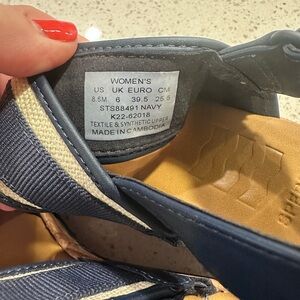 WOMEN'S
US UK EURO CM
8.5M 6 39.5 25.5
STS88491 NAVY
K22-62018
TEXTILE & SYNTHETIC UPPER
MADE IN CAMBODIA
SPER